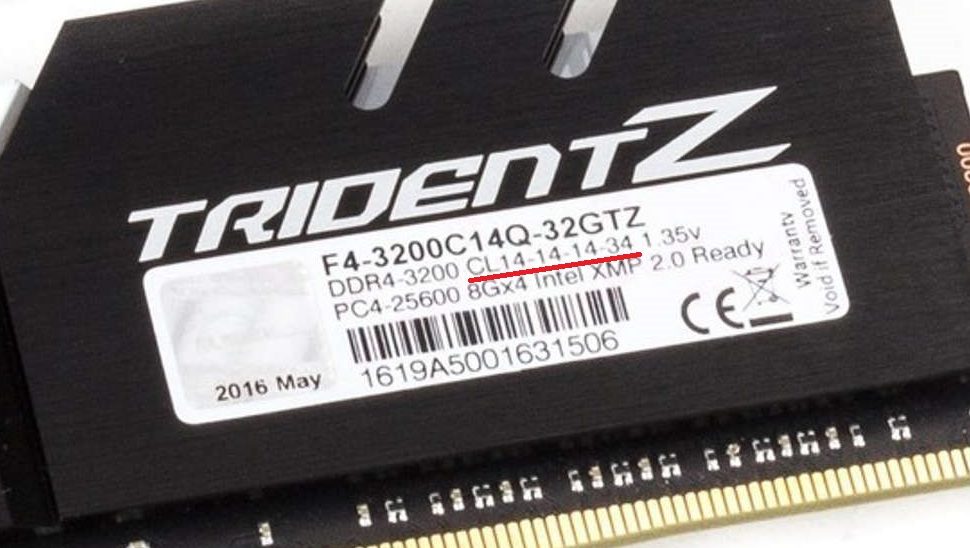 TRIDENTZ
F4-3200C14Q-32GTZ
DDR4-3200 CL14-14-14-34 1.35v
PC4-25600 8Gx4 Intel XMP 2.0 Ready
1619A5001631506
2016 May
CE
Warranty
Void if Removed